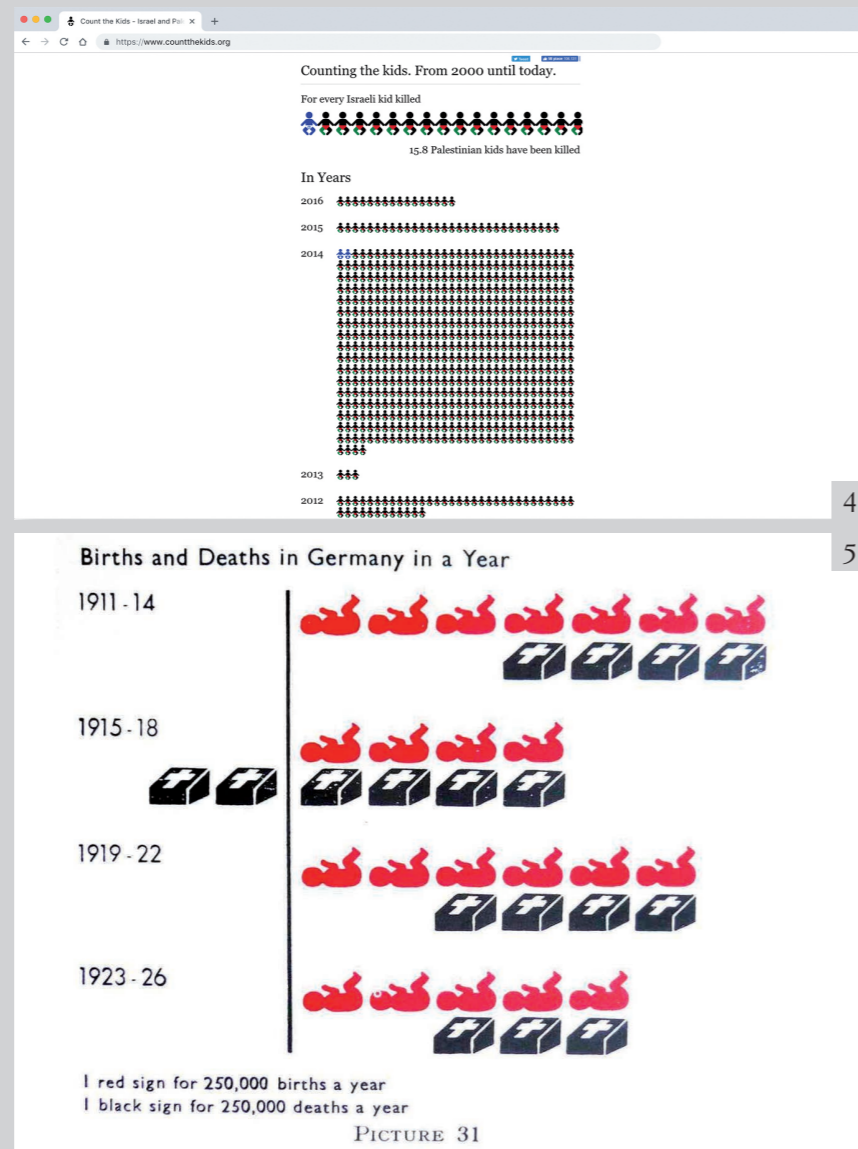 Count the Kids - Israel and Pal
https://www.countthekids.org
Counting the kids. From 2000 until today.
For every Israeli kid killed
15.8 Palestinian kids have been killed
In Years
2016
2015
2014
2013
2012
4
5
Births and Deaths in Germany in a Year
1911 - 14
1915 - 18
1919 - 22
1923 - 26
1 red sign for 250,000 births a year
1 black sign for 250,000 deaths a year
PICTURE 31